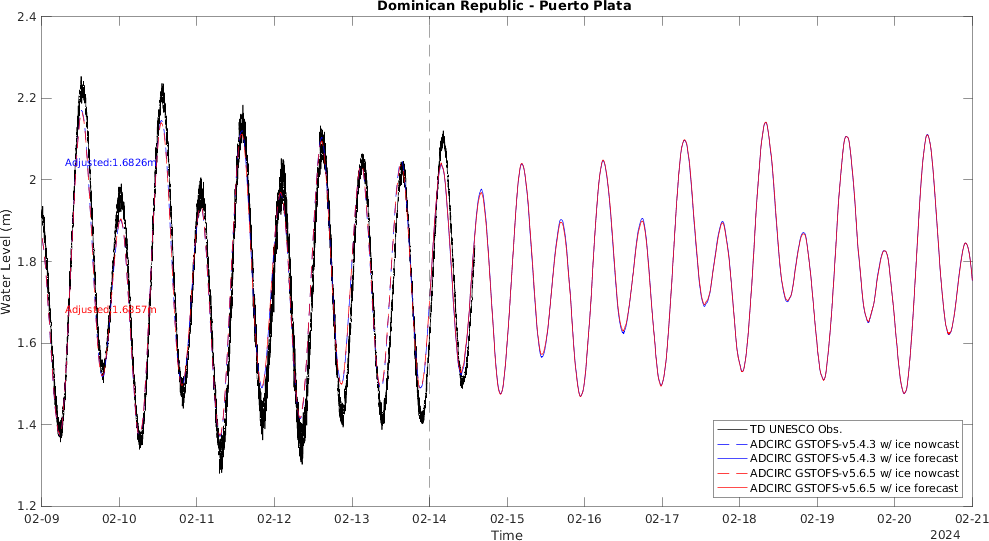 Dominican Republic - Puerto Plata
Water Level (m)
2.4
2.2
2
1.8
1.6
1.4
1.2
Adjusted:1.6826m
Adjusted:1.6857m
TD UNESCO Obs.
ADCIRC GSTOFS-v5.4.3 w/ ice nowcast
ADCIRC GSTOFS-v5.4.3 w/ ice forecast
ADCIRC GSTOFS-v5.6.5 w/ ice nowcast
ADCIRC GSTOFS-v5.6.5 w/ ice forecast
02-09 02-10 02-11 02-12 02-13 02-14 02-15 02-16 02-17 02-18 02-19 02-20 02-21
Time
2024